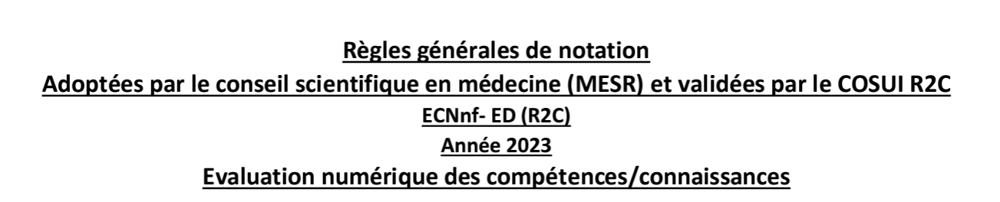 Règles générales de notation
Adoptées par le conseil scientifique en médecine (MESR) et validées par le COSUI R2C
ECNnf- ED (R2C)
Année 2023
Evaluation numérique des compétences/connaissances